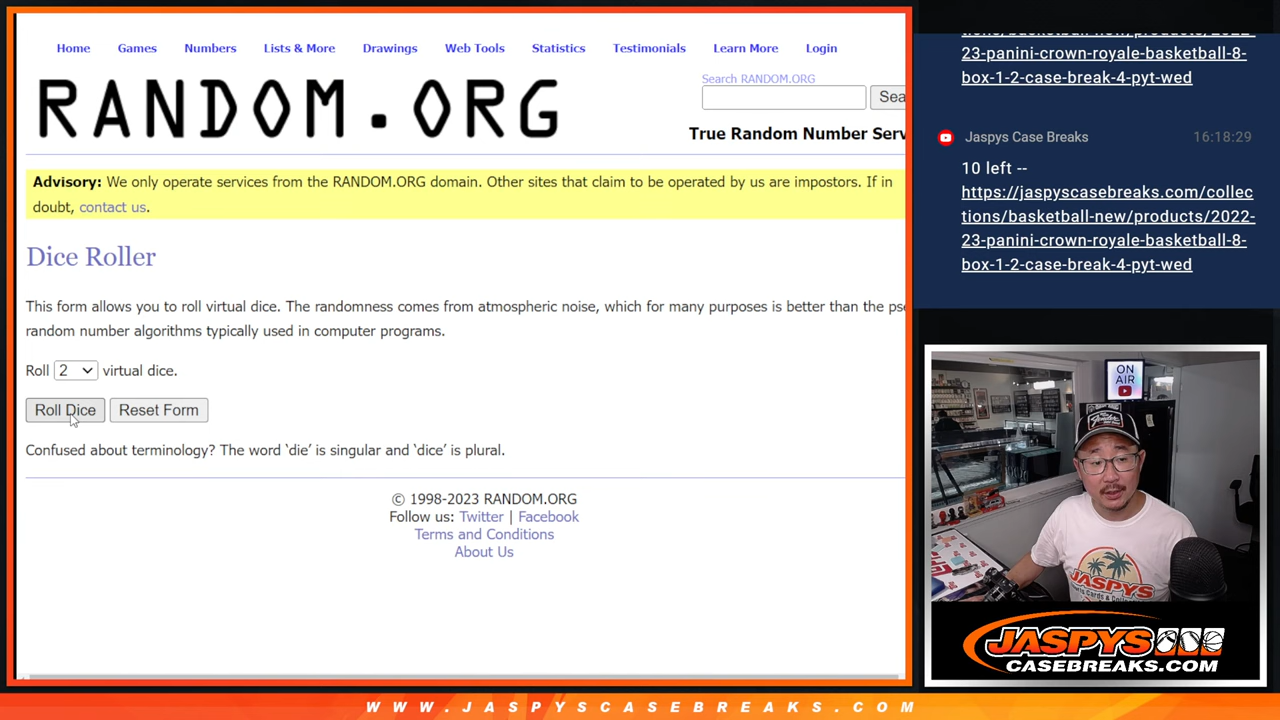 Home Games Numbers Lists & More Drawings Web Tools Statistics Testimonials Learn More Login
RANDOM.ORG
Search RANDOM.ORG
Sea
True Random Number Serv
Advisory: We only operate services from the RANDOM.ORG domain. Other sites that claim to be operated by us are impostors. If in
doubt, contact us.
Dice Roller
This form allows you to roll virtual dice. The randomness comes from atmospheric noise, which for many purposes is better than the pse
random number algorithms typically used in computer programs.
Roll 2 virtual dice.
Roll Dice Reset Form
Confused about terminology? The word ‘die’ is singular and ‘dice’ is plural.
© 1998-2023 RANDOM.ORG
Follow us: Twitter | Facebook
Terms and Conditions
About Us
tions/basketball-new/products/2022-
23-panini-crown-royale-basketball-8-
box-1-2-case-break-4-pyt-wed
Jaspys Case Breaks 16:18:29
10 left --
https://jaspyscasebreaks.com/collec
tions/basketball-new/products/2022-
23-panini-crown-royale-basketball-8-
box-1-2-case-break-4-pyt-wed
ON
AIR
JASPYS
JASPYS
CASEBREAKS.COM
WWW.JASPYSCASEBREAKS.COM